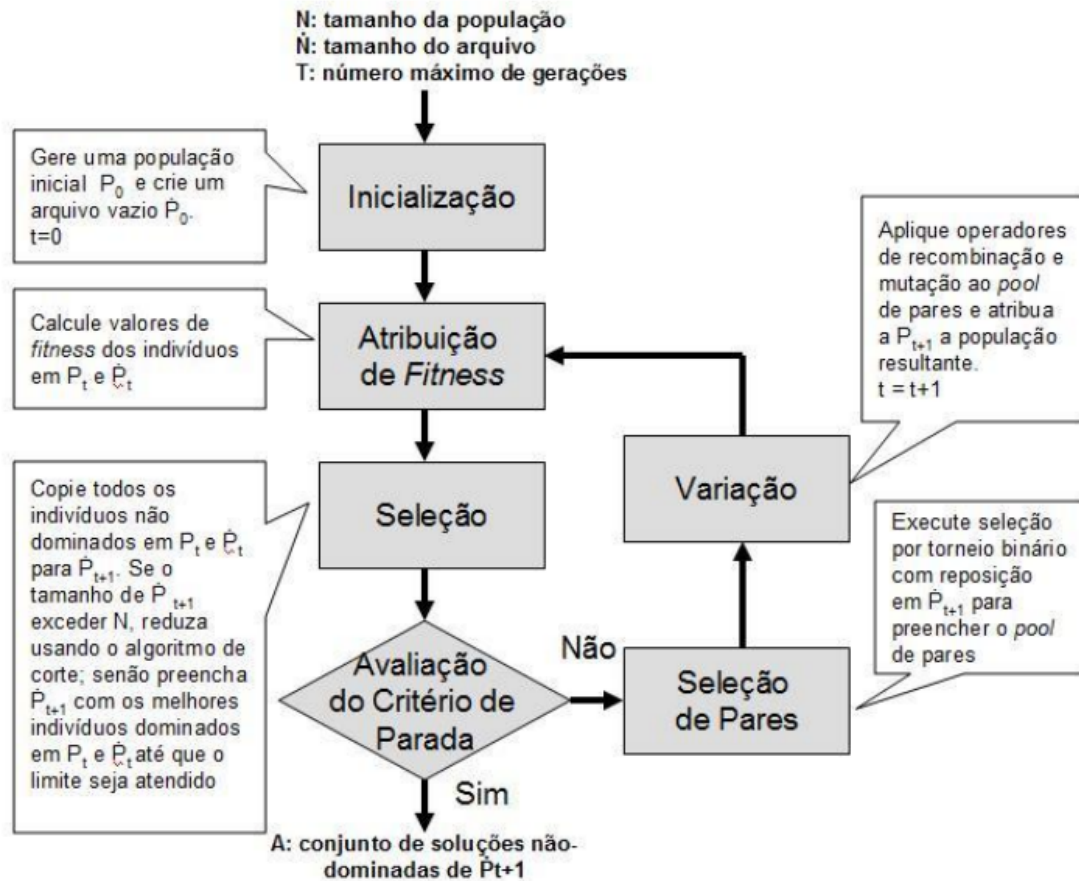 N: tamanho da população
Ṅ: tamanho do arquivo
T: número máximo de gerações
Gere uma população
inicial P₀ e crie um
arquivo vazio Ṗ₀.
t=0
Inicialização
Calcule valores de
fitness dos indivíduos
em Pₜ e Ṗₜ
Atribuição
de Fitness
Copie todos os
indivíduos não
dominados em Pₜ e Ṗₜ
para Ṗₜ₊₁. Se o
tamanho de Ṗ ₜ₊₁
exceder N, reduza
usando o algoritmo de
corte; senão preencha
Ṗₜ₊₁ com os melhores
indivíduos dominados
em Pₜ e Ṗₜ até que o
limite seja atendido
Seleção
Avaliação
do Critério de
Parada
Não
Sim
A: conjunto de soluções não-
dominadas de Ṗt+1
Seleção
de Pares
Execute seleção
por torneio binário
com reposição
em Ṗₜ₊₁ para
preencher o pool
de pares
Variação
Aplique operadores
de recombinação e
mutação ao pool
de pares e atribua
a Pₜ₊₁ a população
resultante.
t = t+1